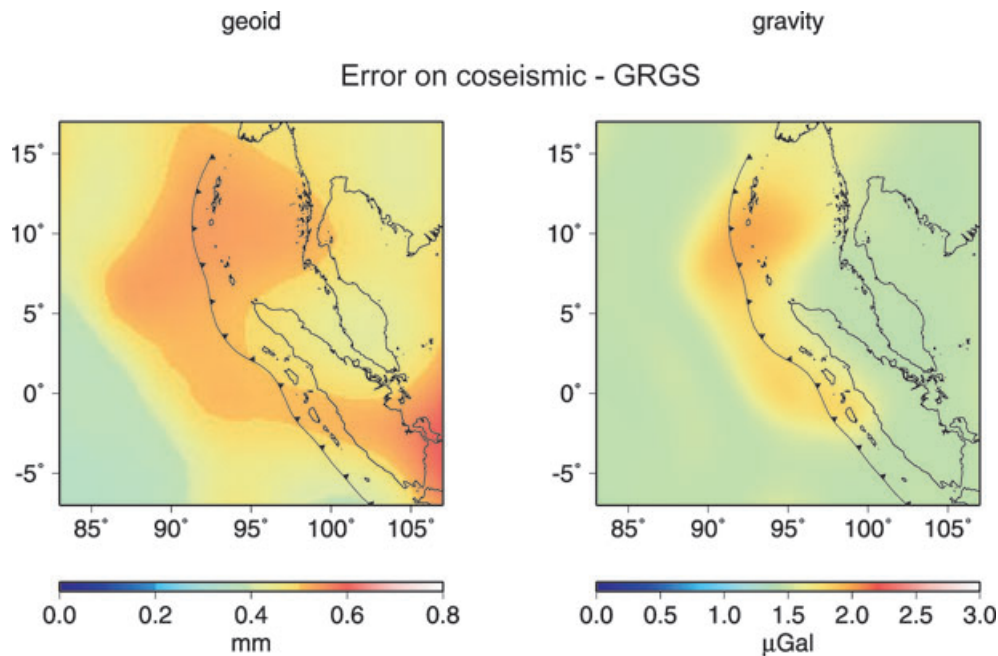 geoid gravity
Error on coseismic - GRGS
15˚ 15˚
10˚ 10˚
5˚ 5˚
0˚ 0˚
-5˚ -5˚
85˚ 90˚ 95˚ 100˚ 105˚ 85˚ 90˚ 95˚ 100˚ 105˚
0.0 0.2 0.4 0.6 0.8 0.0 0.5 1.0 1.5 2.0 2.5 3.0
mm µGal